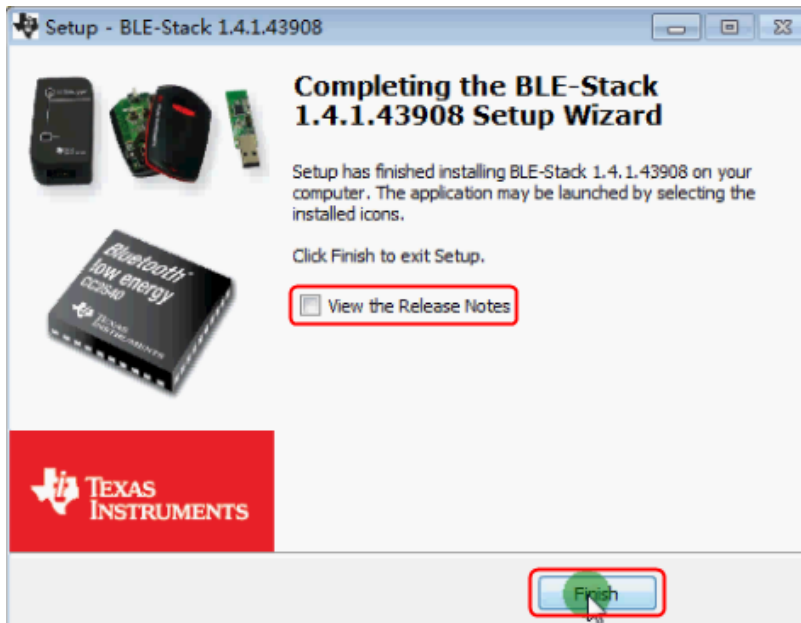 Setup - BLE-Stack 1.4.1.43908
Completing the BLE-Stack
1.4.1.43908 Setup Wizard
Setup has finished installing BLE-Stack 1.4.1.43908 on your
computer. The application may be launched by selecting the
installed icons.
Click Finish to exit Setup.
View the Release Notes
Bluetooth®
low energy
CC2540
TEXAS
INSTRUMENTS
TEXAS
INSTRUMENTS
Finish